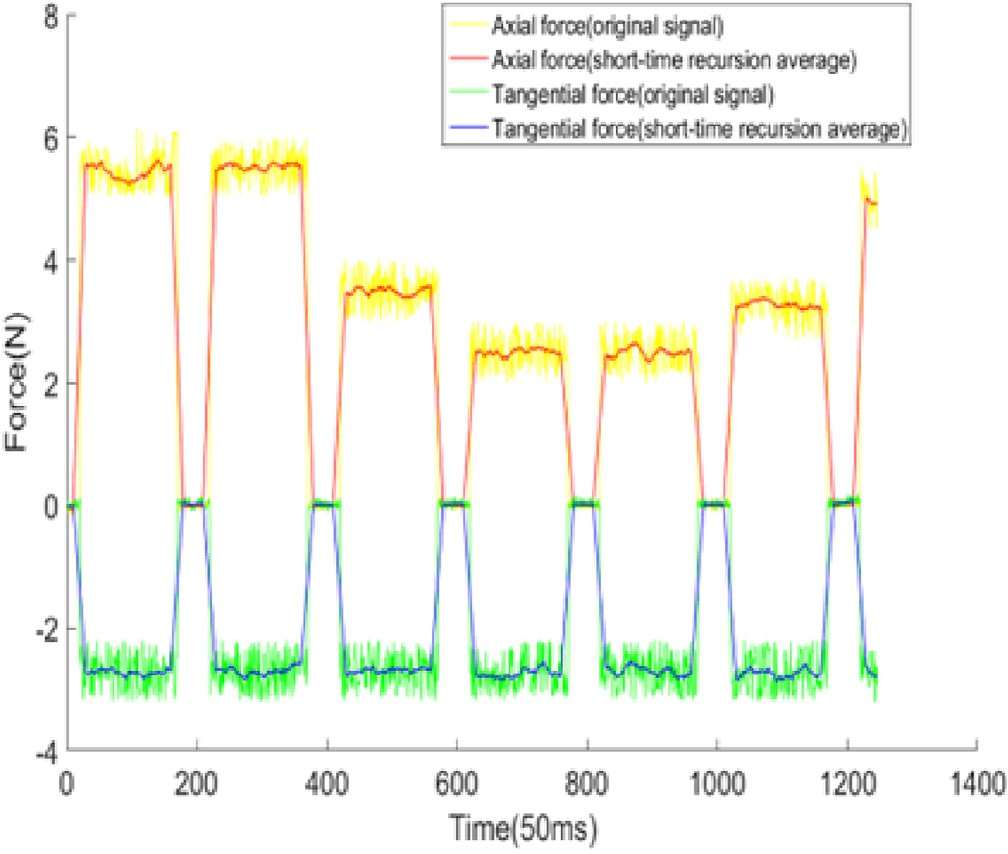 Axial force(original signal)
Axial force(short-time recursion average)
Tangential force(original signal)
Tangential force(short-time recursion average)
8
6
4
2
0
-2
-4
Force(N)
0 200 400 600 800 1000 1200 1400
Time(50ms)